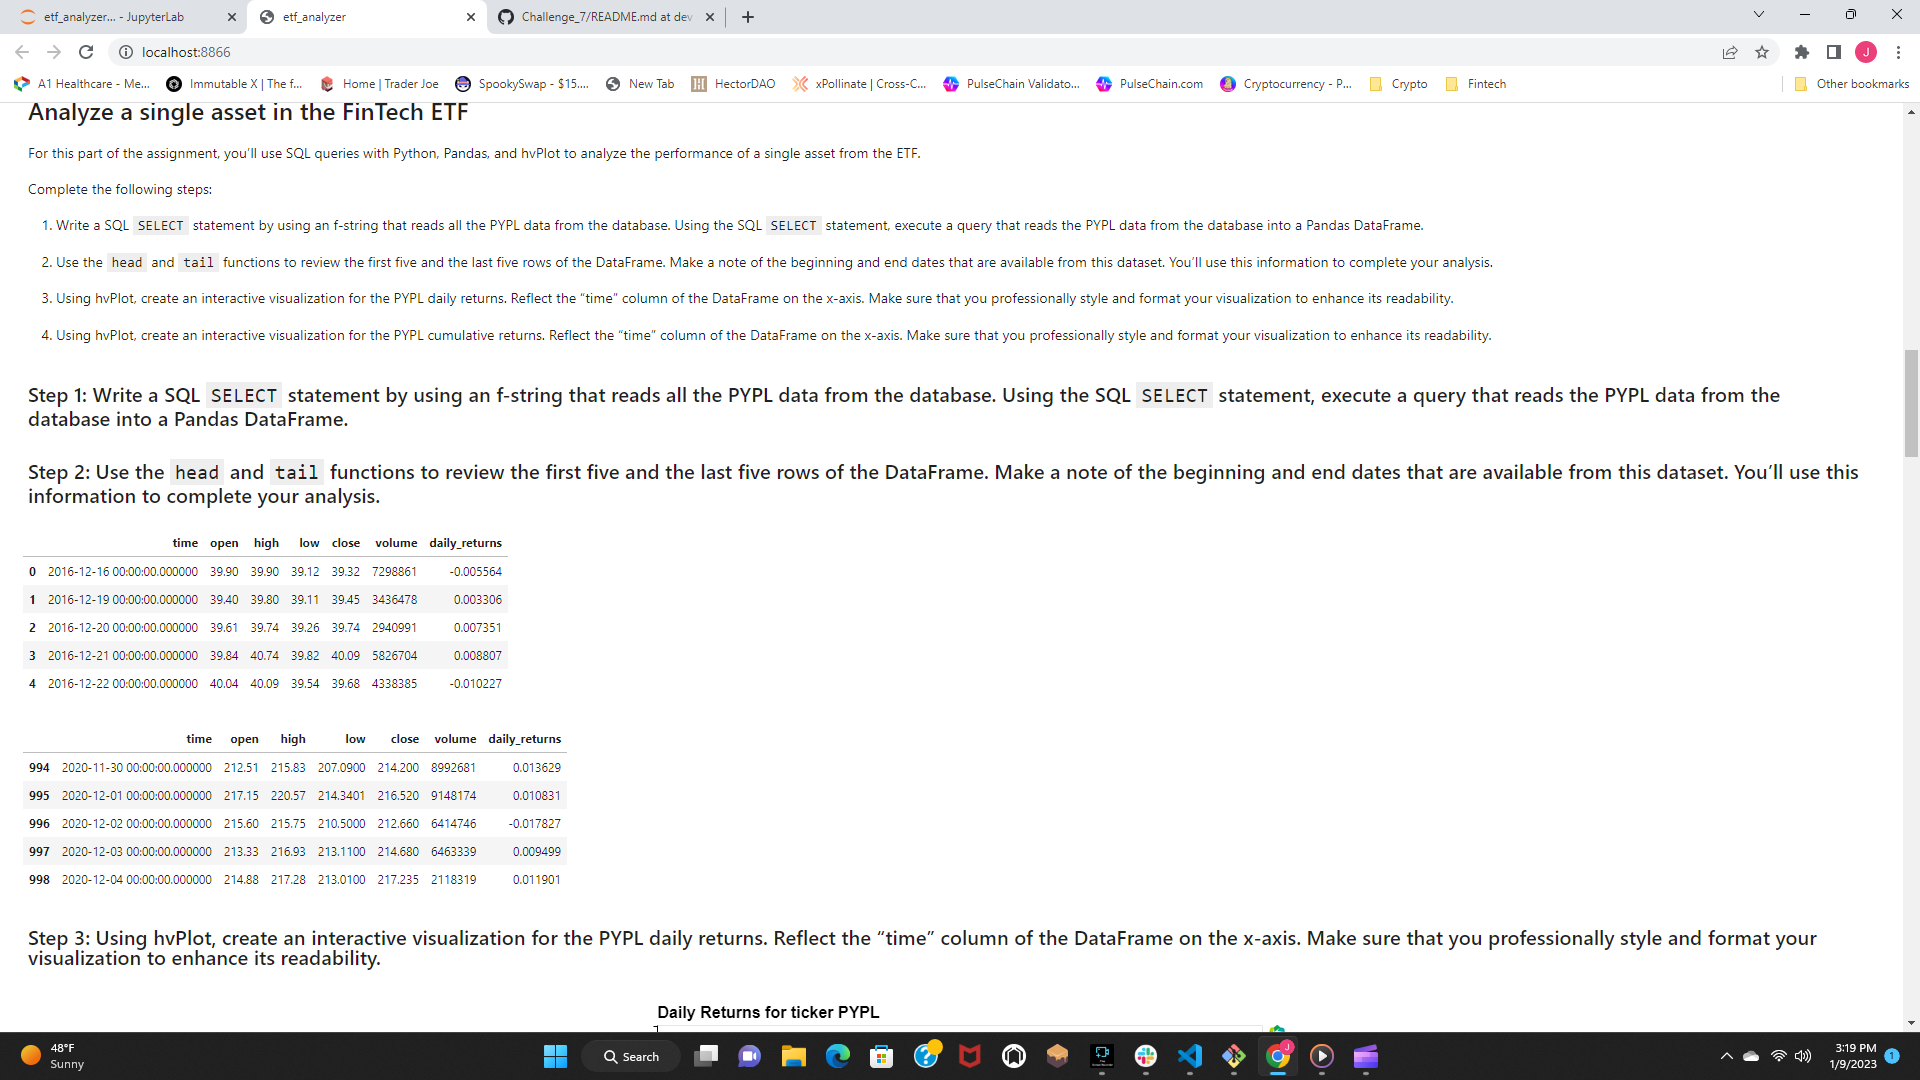 etf_analyzer... - JupyterLab
etf_analyzer
Challenge_7/README.md at dev
localhost:8866
J
A1 Healthcare - Me...
Immutable X | The f...
Home | Trader Joe
SpookySwap - $15....
New Tab
HectorDAO
xPollinate | Cross-C...
PulseChain Validato...
PulseChain.com
Cryptocurrency - P...
Crypto
Fintech
Other bookmarks
Analyze a single asset in the FinTech ETF
For this part of the assignment, you’ll use SQL queries with Python, Pandas, and hvPlot to analyze the performance of a single asset from the ETF.
Complete the following steps:
1. Write a SQL SELECT statement by using an f-string that reads all the PYPL data from the database. Using the SQL SELECT statement, execute a query that reads the PYPL data from the database into a Pandas DataFrame.
2. Use the head and tail functions to review the first five and the last five rows of the DataFrame. Make a note of the beginning and end dates that are available from this dataset. You’ll use this information to complete your analysis.
3. Using hvPlot, create an interactive visualization for the PYPL daily returns. Reflect the “time” column of the DataFrame on the x-axis. Make sure that you professionally style and format your visualization to enhance its readability.
4. Using hvPlot, create an interactive visualization for the PYPL cumulative returns. Reflect the “time” column of the DataFrame on the x-axis. Make sure that you professionally style and format your visualization to enhance its readability.
Step 1: Write a SQL SELECT statement by using an f-string that reads all the PYPL data from the database. Using the SQL SELECT statement, execute a query that reads the PYPL data from the
database into a Pandas DataFrame.
Step 2: Use the head and tail functions to review the first five and the last five rows of the DataFrame. Make a note of the beginning and end dates that are available from this dataset. You’ll use this
information to complete your analysis.
time open high low close volume daily_returns
0 2016-12-16 00:00:00.000000 39.90 39.90 39.12 39.32 7298861 -0.005564
1 2016-12-19 00:00:00.000000 39.40 39.80 39.11 39.45 3436478 0.003306
2 2016-12-20 00:00:00.000000 39.61 39.74 39.26 39.74 2940991 0.007351
3 2016-12-21 00:00:00.000000 39.84 40.74 39.82 40.09 5826704 0.008807
4 2016-12-22 00:00:00.000000 40.04 40.09 39.54 39.68 4338385 -0.010227
time open high low close volume daily_returns
994 2020-11-30 00:00:00.000000 212.51 215.83 207.0900 214.200 8992681 0.013629
995 2020-12-01 00:00:00.000000 217.15 220.57 214.3401 216.520 9148174 0.010831
996 2020-12-02 00:00:00.000000 215.60 215.75 210.5000 212.660 6414746 -0.017827
997 2020-12-03 00:00:00.000000 213.33 216.93 213.1100 214.680 6463339 0.009499
998 2020-12-04 00:00:00.000000 214.88 217.28 213.0100 217.235 2118319 0.011901
Step 3: Using hvPlot, create an interactive visualization for the PYPL daily returns. Reflect the “time” column of the DataFrame on the x-axis. Make sure that you professionally style and format your
visualization to enhance its readability.
Daily Returns for ticker PYPL
48°F
Sunny
Search
3:19 PM
1/9/2023
1